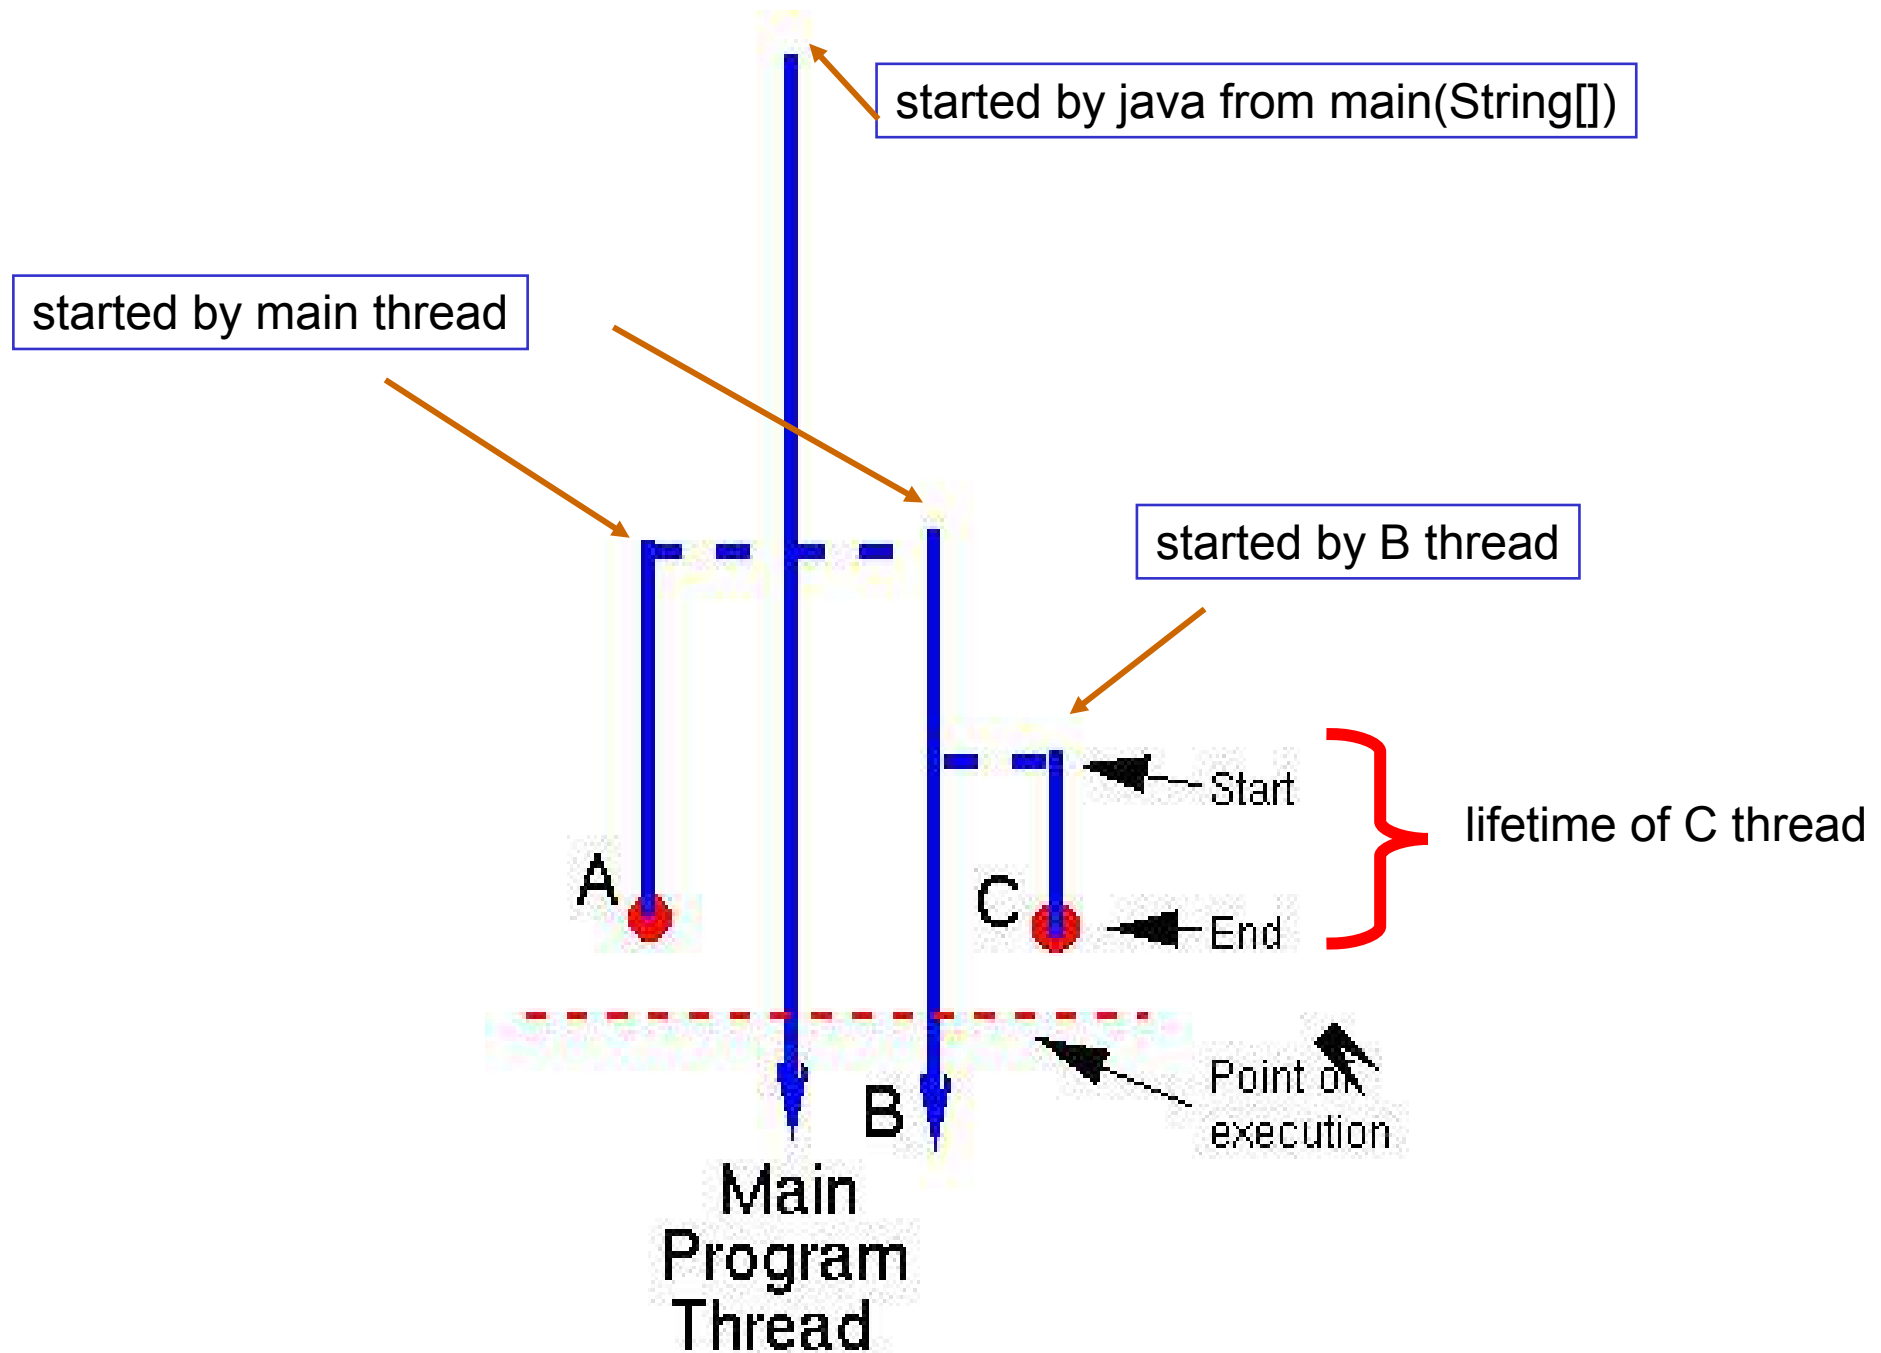 started by java from main(String[])
started by main thread
started by B thread
Start
lifetime of C thread
A
C
End
Point of
execution
B
Main
Program
Thread